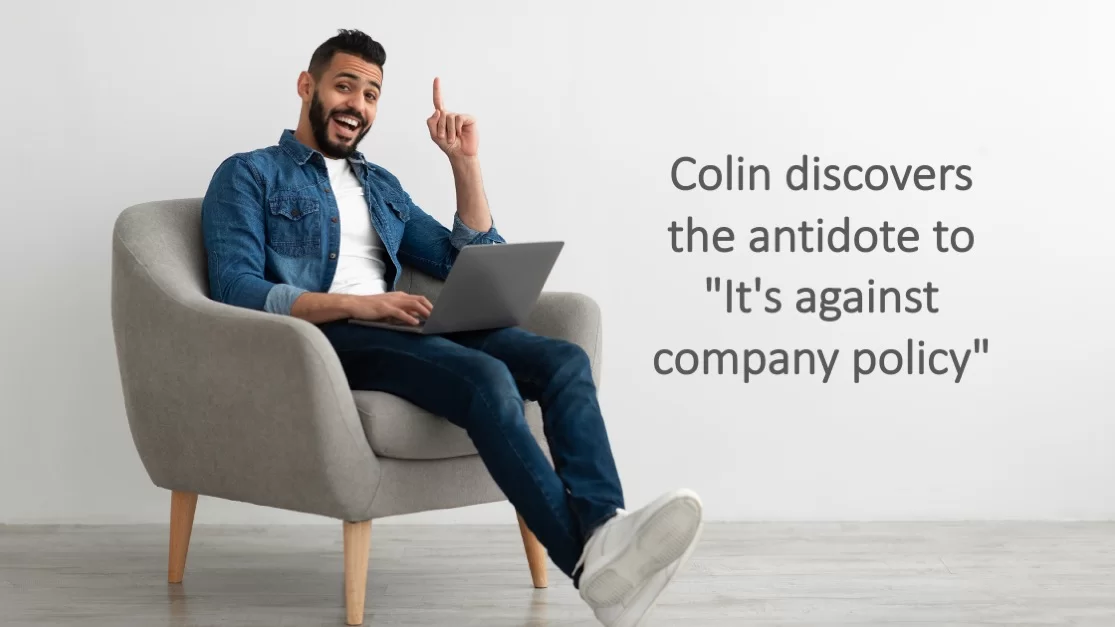 Colin discovers
the antidote to
"It's against
company policy"